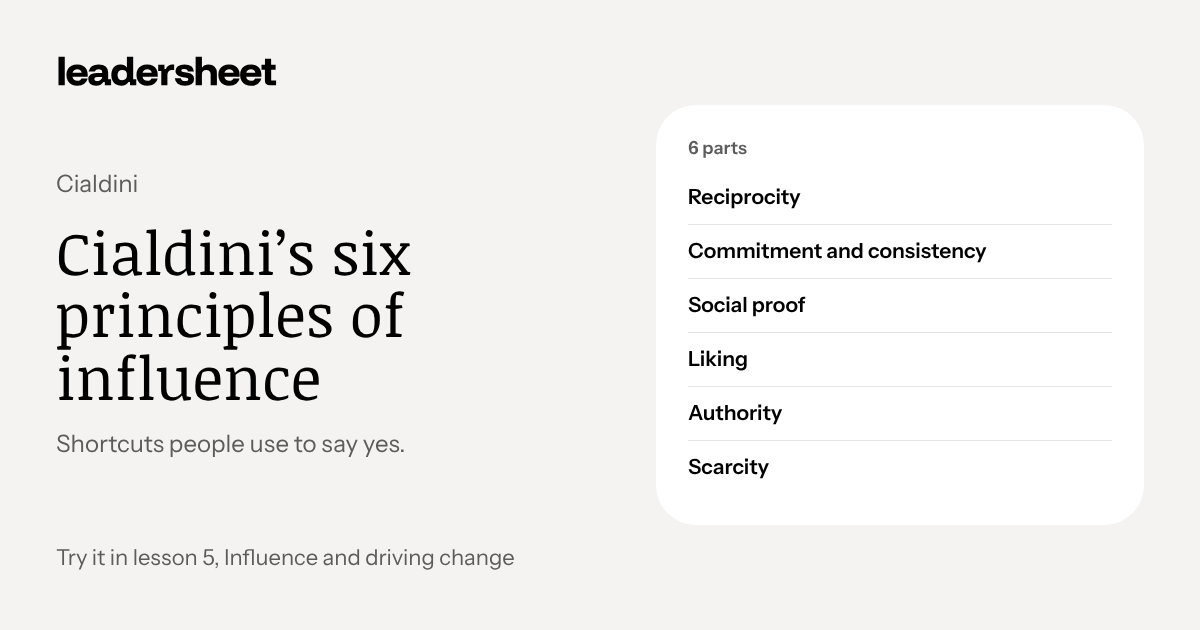 leadersheet
Cialdini
Cialdini’s six
principles of
influence
Shortcuts people use to say yes.
Try it in lesson 5, Influence and driving change
6 parts
Reciprocity
Commitment and consistency
Social proof
Liking
Authority
Scarcity